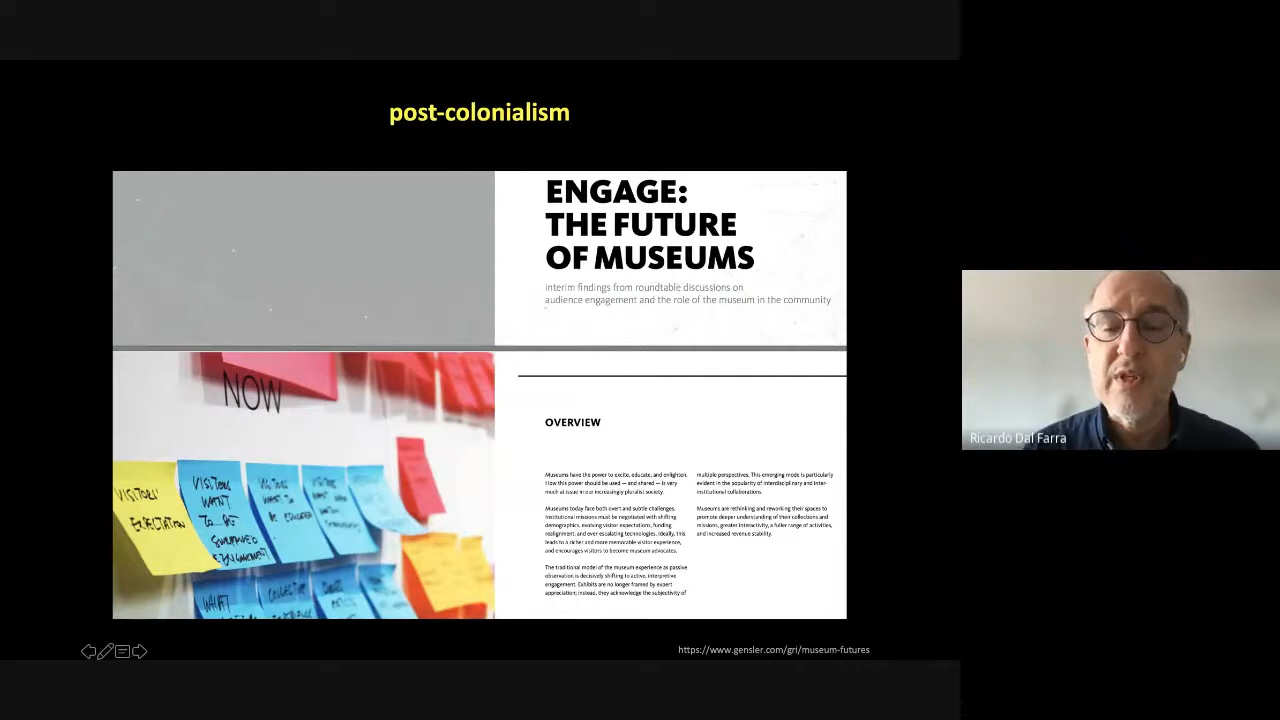 post-colonialism
ENGAGE:
THE FUTURE
OF MUSEUMS
interim findings from roundtable discussions on
audience engagement and the role of the museum in the community
NOW
VISITORS'
EXPECTATION
VISITORS
WANT
TO BE
OVERVIEW
Museums have the power to excite, educate, and enlighten.
How this power should be used — and shared — is very
much at issue in our increasingly pluralist society.
Museums today face both overt and subtle challenges.
Institutional missions must be negotiated with shifting
demographics, evolving visitor expectations, funding
realignment, and ever-escalating technologies. Ideally, this
leads to a richer and more memorable visitor experience,
and encourages visitors to become museum advocates.
The traditional model of the museum experience as passive
observation is decisively shifting to active, interpretive
engagement. Exhibits are no longer framed by expert
appreciation; instead, they acknowledge the subjectivity of
multiple perspectives. This emerging mode is particularly
evident in the popularity of interdisciplinary and inter-
institutional collaborations.
Museums are rethinking and reworking their spaces to
promote deeper understanding of their collections and
missions, greater interactivity, a fuller range of activities,
and increased revenue stability.
https://www.gensler.com/gri/museum-futures
Ricardo Dal Farra